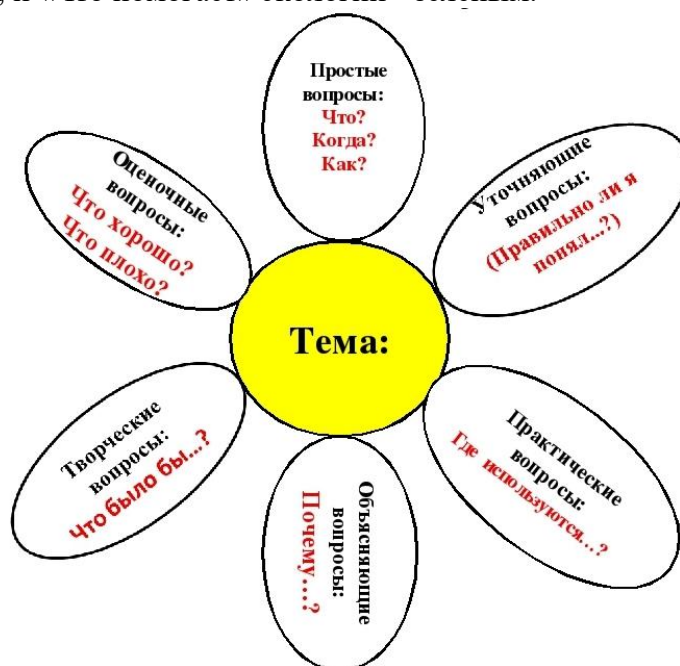 Простые
вопросы:
Что?
Когда?
Как?
Уточняющие
вопросы:
(Правильно ли я
понял...?)
Оценочные
вопросы:
Что хорошо?
Что плохо?
Тема:
Практические
вопросы:
Где используются...?
Творческие
вопросы:
Что было бы...?
Объясняющие
вопросы:
Почему...?